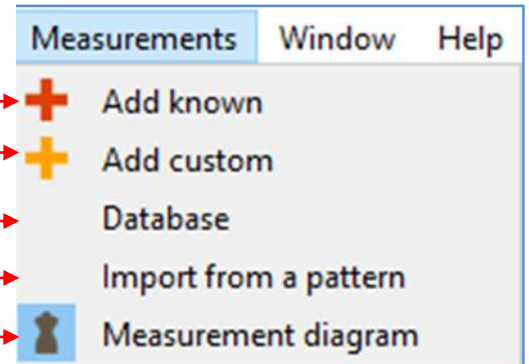 Measurements Window Help
Add known
Add custom
Database
Import from a pattern
Measurement diagram